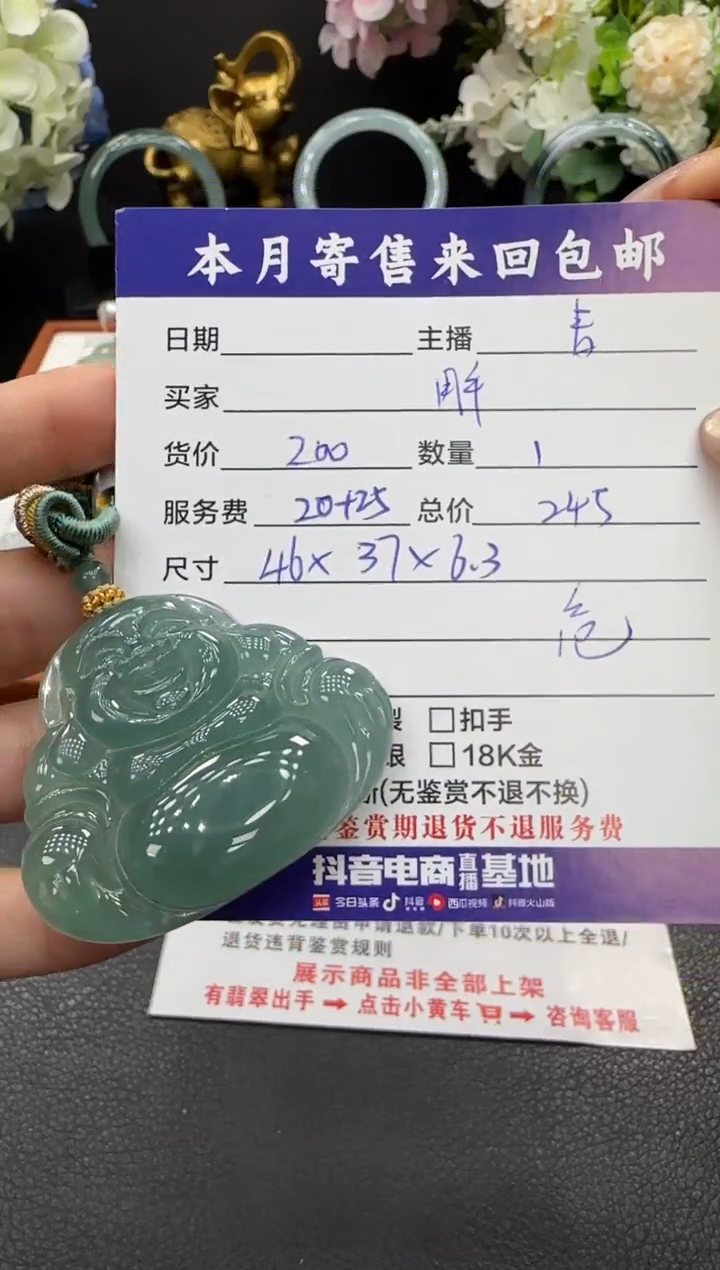 本月寄售来回包邮
日期 主播 青
买家
货价 200 数量 1
服务费 20+25 总价 245
尺寸 46×37×6.3
扣手
18K金
(无鉴赏不退不换)
鉴赏期退货不退服务费
抖音电商直播基地
头条 今日头条 抖音 西瓜视频 抖音火山版
退货违背鉴赏规则
展示商品非全部上架
有翡翠出手➡点击小黄车➡咨询客服